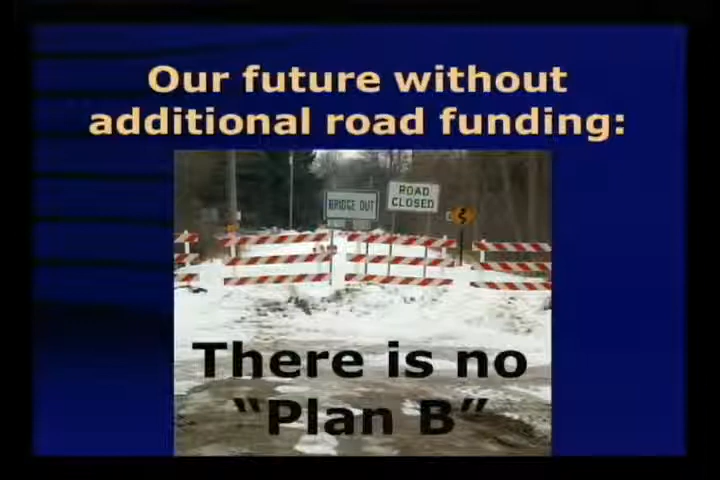 Our future without
additional road funding:
BRIDGE OUT
ROAD
CLOSED
There is no
“Plan B”